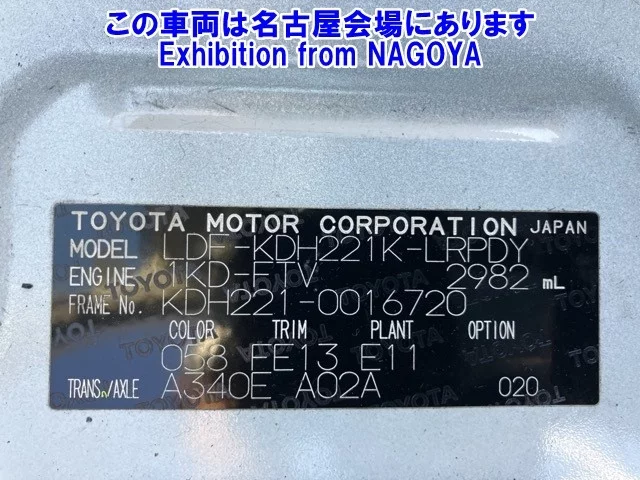 この車両は名古屋会場にあります
Exhibition from NAGOYA
TOYOTA MOTOR CORPORATION JAPAN
MODEL LDF-KDH221K-LRPDY
ENGINE 1KD-FTV 2982 mL
FRAME No. KDH221-0016720
COLOR TRIM PLANT OPTION
058 FE13 E11
TRANS./AXLE A340E A02A 020